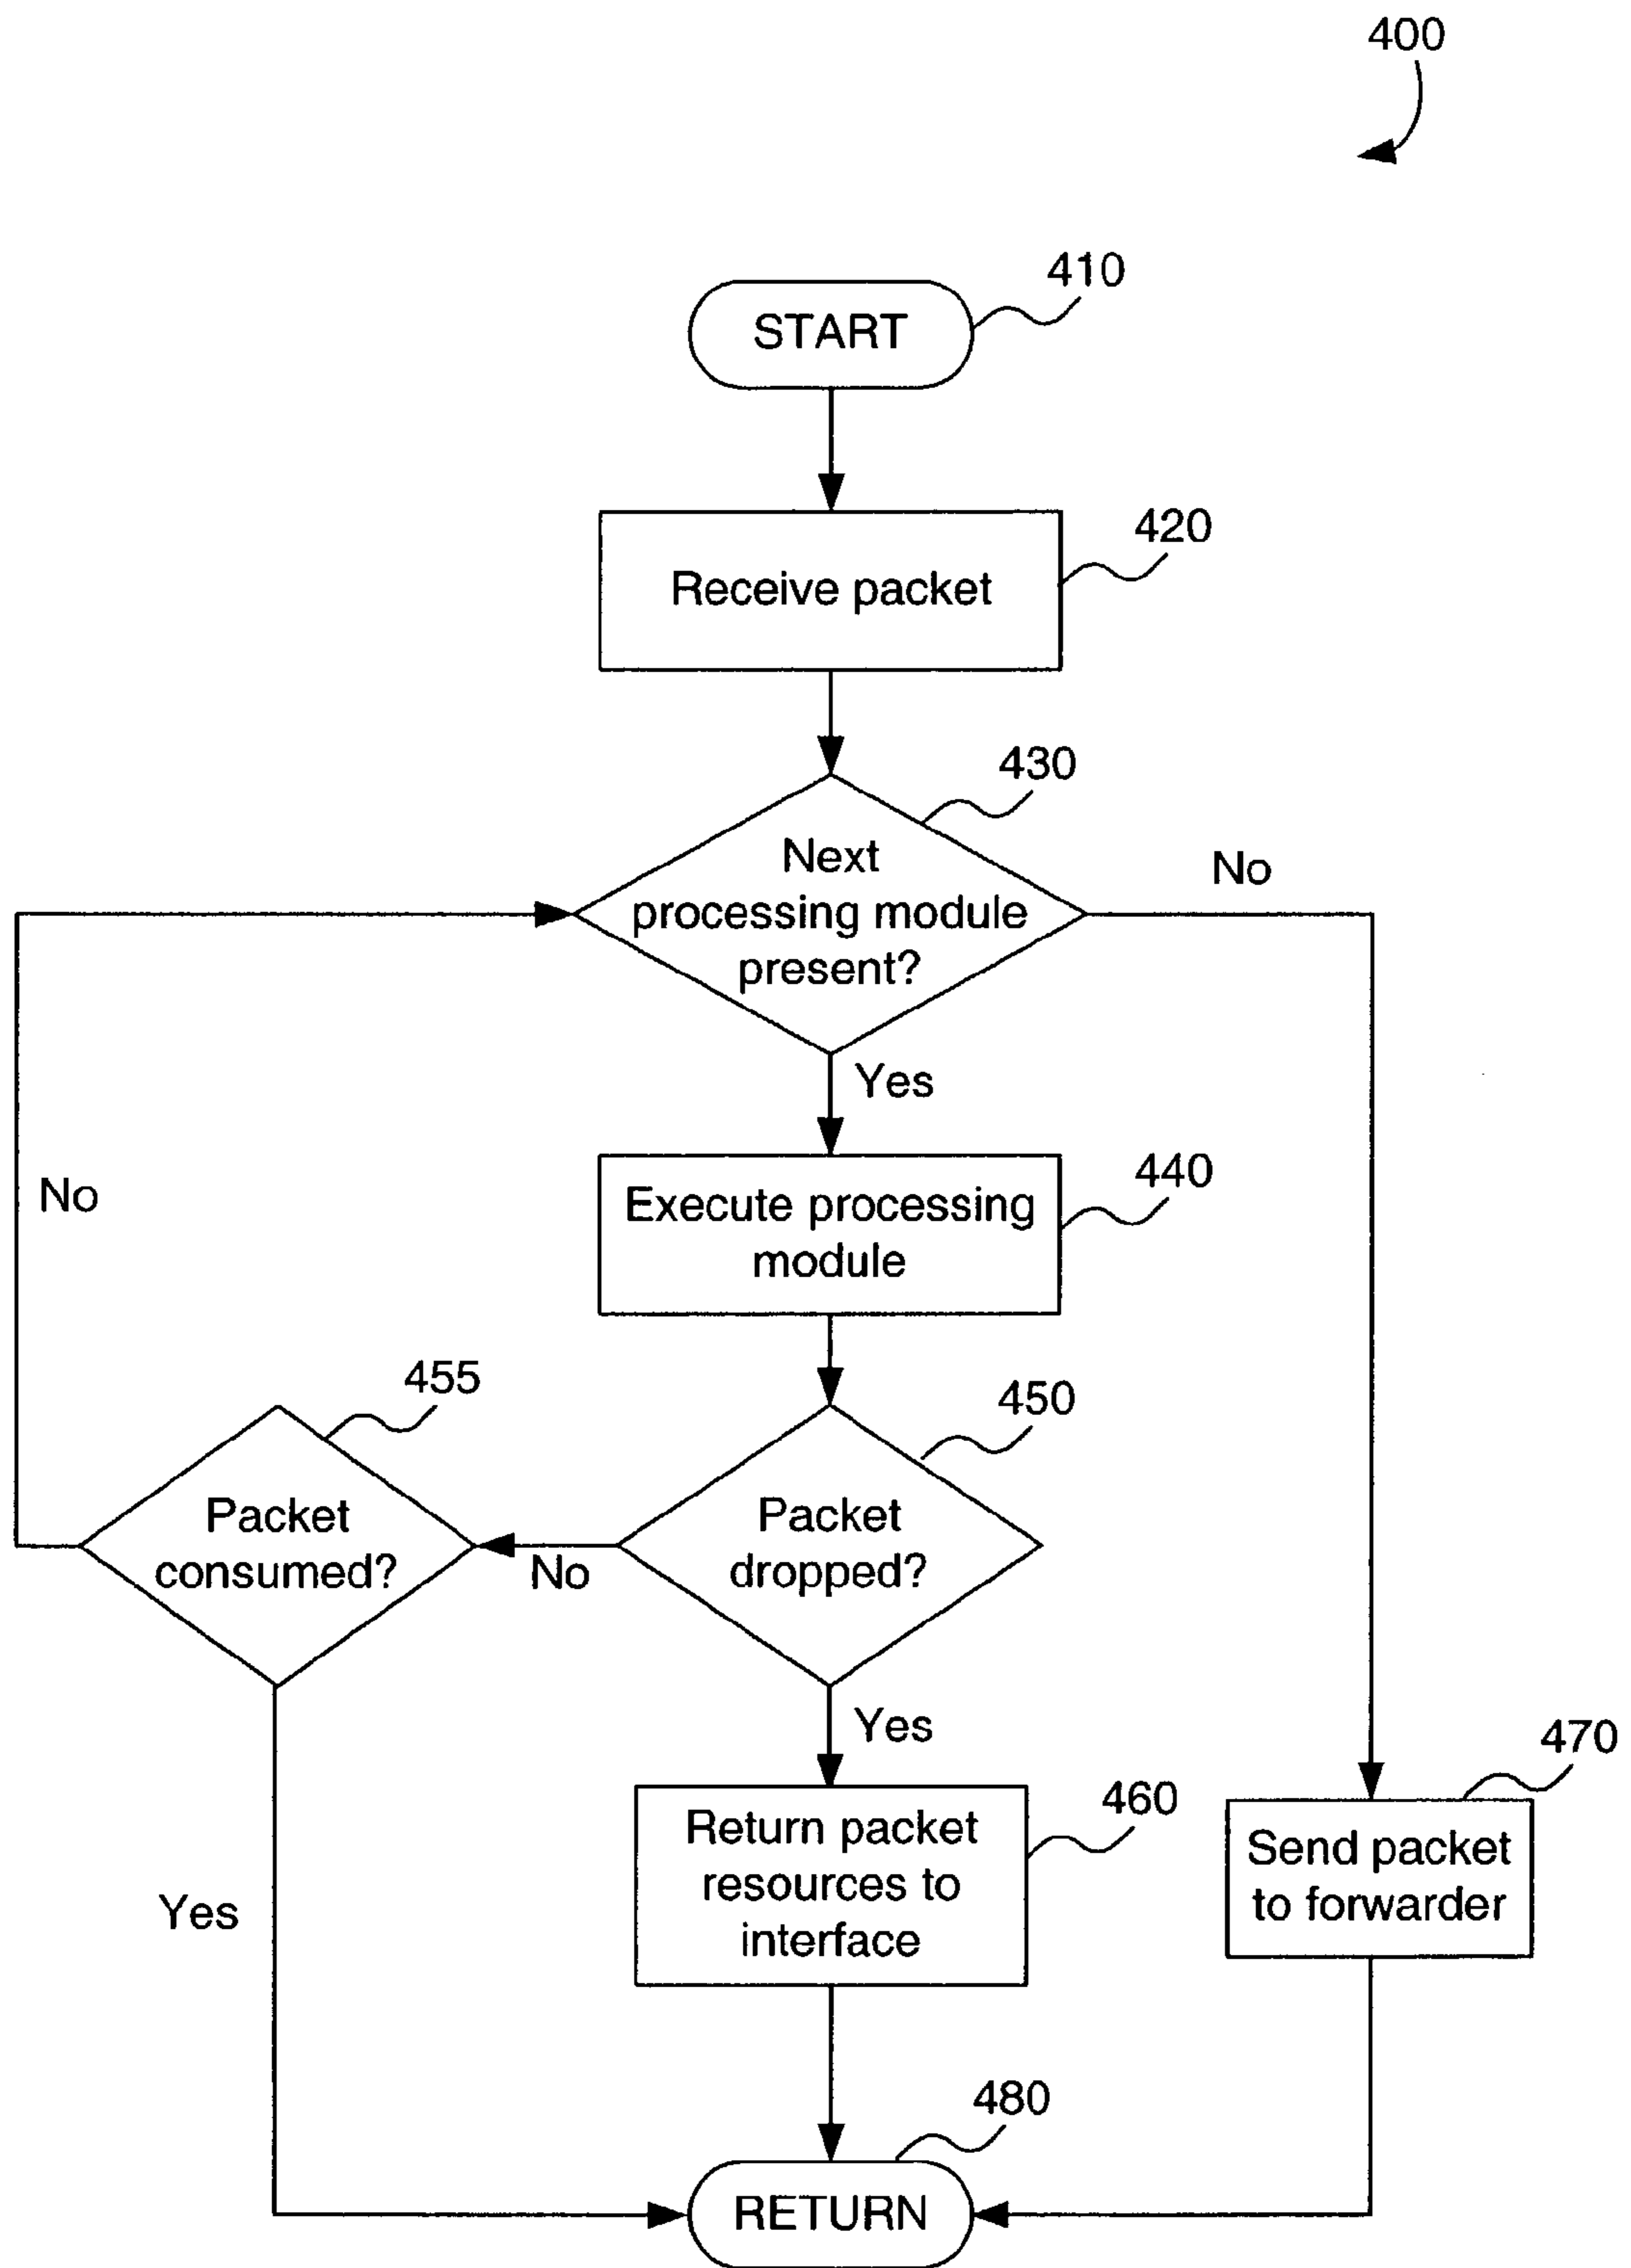 400
START
410
Receive packet
420
430
Next
processing module
present?
No
Yes
Execute processing
module
440
No
455
Packet
consumed?
450
Packet
dropped?
No
Yes
Yes
Return packet
resources to
interface
460
470
Send packet
to forwarder
480
RETURN